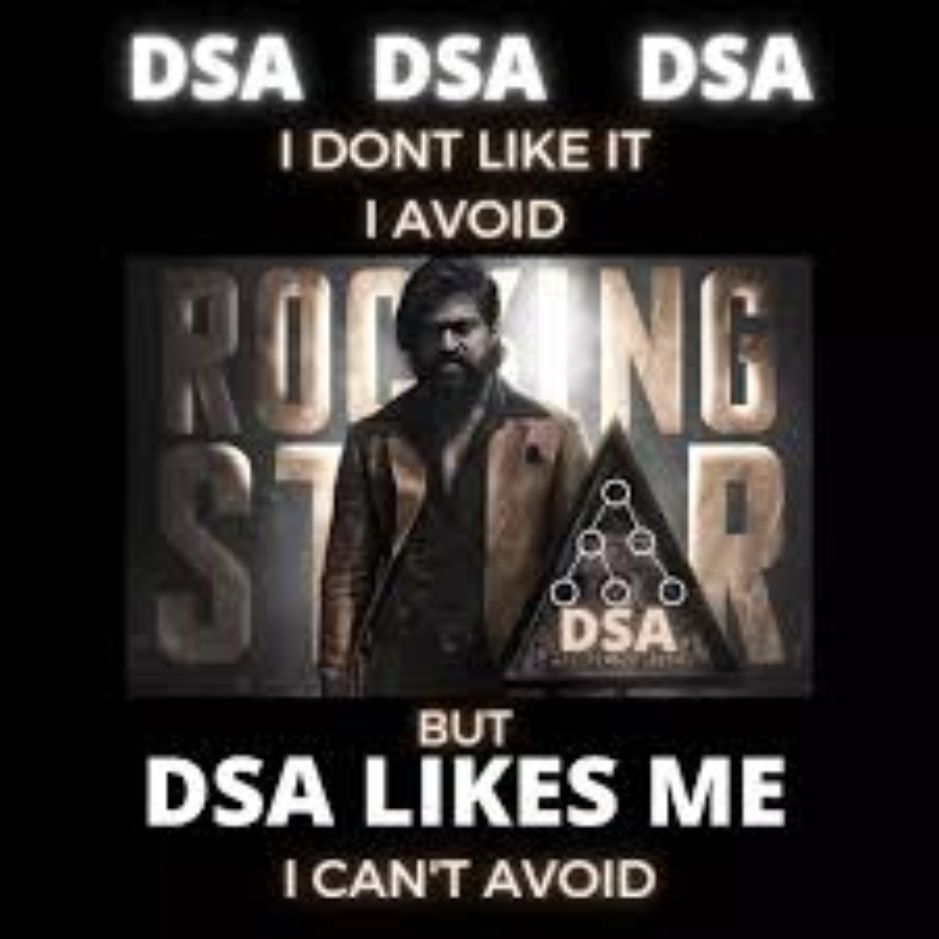 DSA DSA DSA
I DONT LIKE IT
I AVOID
ROCKING
STAR
DSA
BUT
DSA LIKES ME
I CAN'T AVOID